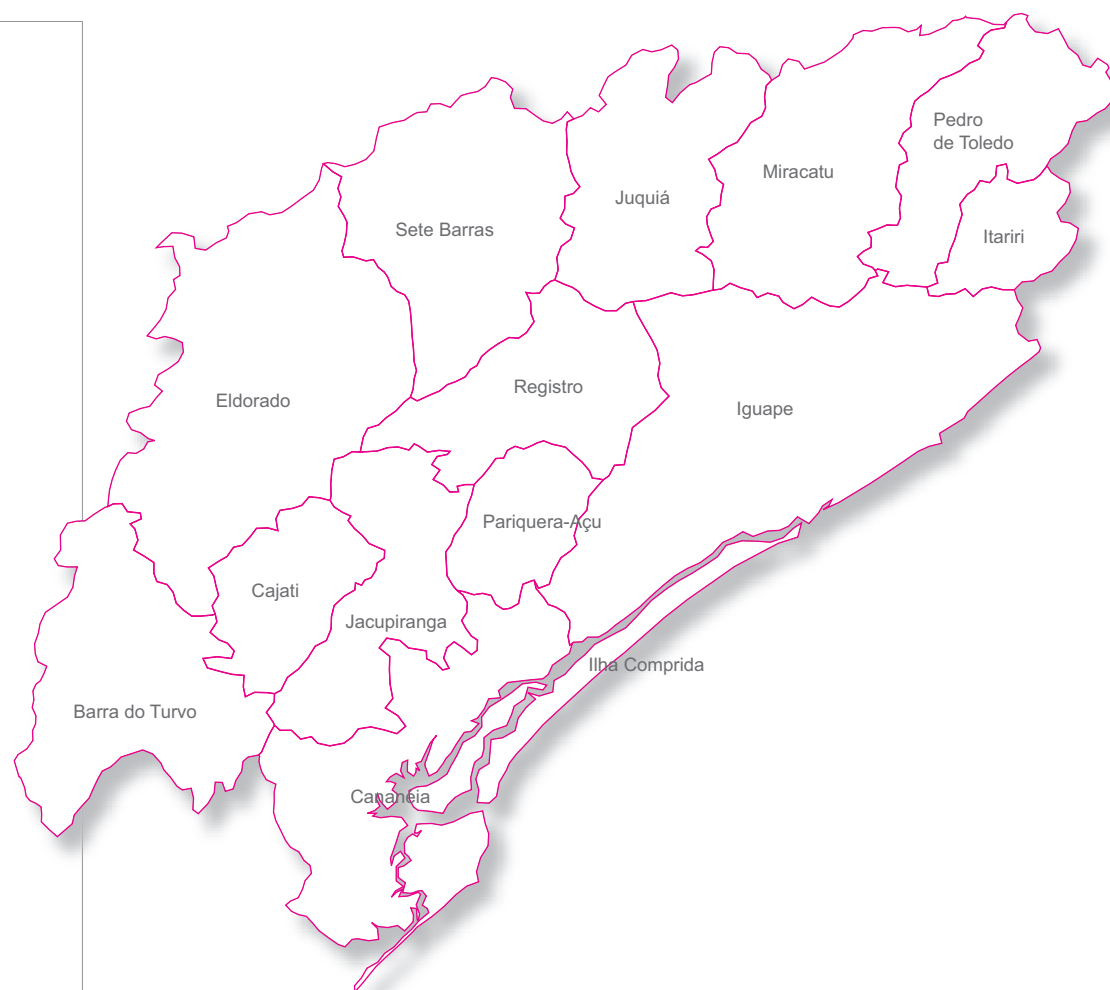 Pedro
de Toledo
Miracatu
Juquiá
Itariri
Sete Barras
Registro
Eldorado
Iguape
Pariquera-Açu
Cajati
Jacupiranga
Ilha Comprida
Barra do Turvo
Cananéia